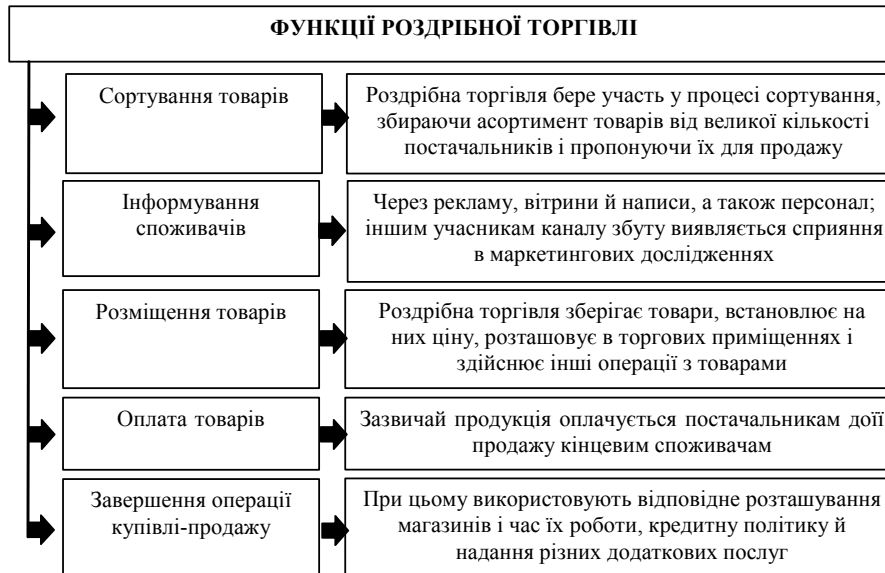 ФУНКЦІЇ РОЗДРІБНОЇ ТОРГІВЛІ
Сортування товарів
Роздрібна торгівля бере участь у процесі сортування,
збираючи асортимент товарів від великої кількості
постачальників і пропонуючи їх для продажу
Інформування
споживачів
Через рекламу, вітрини й написи, а також персонал;
іншим учасникам каналу збуту виявляється сприяння
в маркетингових дослідженнях
Розміщення товарів
Роздрібна торгівля зберігає товари, встановлює на
них ціну, розташовує в торгових приміщеннях і
здійснює інші операції з товарами
Оплата товарів
Зазвичай продукція оплачується постачальникам доїї
продажу кінцевим споживачам
Завершення операції
купівлі-продажу
При цьому використовують відповідне розташування
магазинів і час їх роботи, кредитну політику й
надання різних додаткових послуг